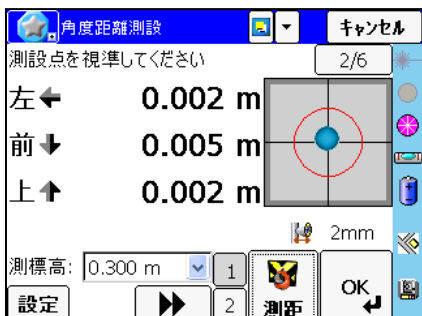 角度距離測設 キャンセル
測設点を視準してください 2/6
左 0.002 m
前 0.005 m
上 0.002 m
2mm
測標高: 0.300 m 1
設定 2 測距 OK